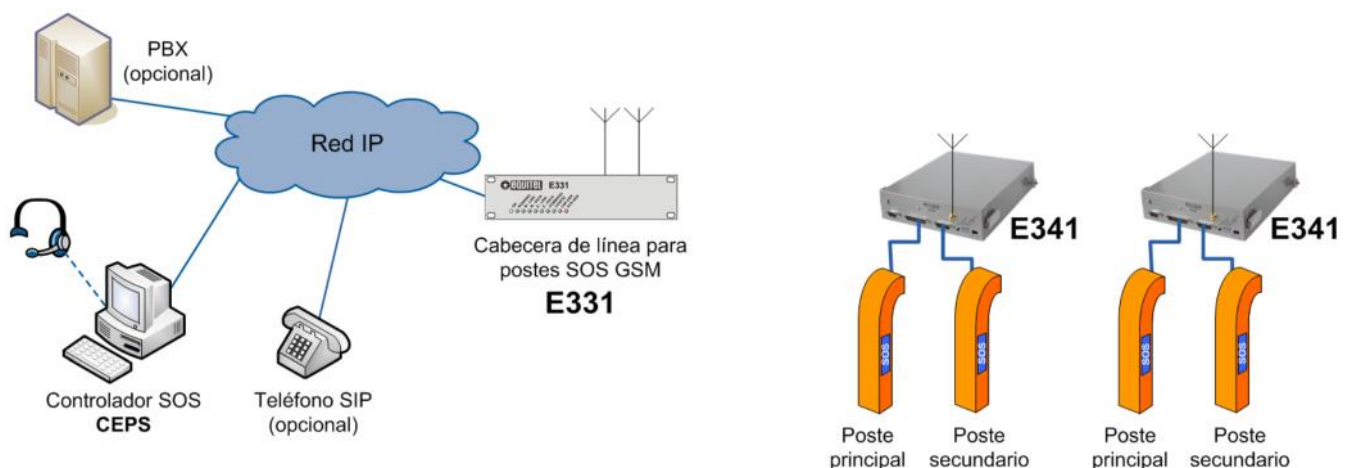 PBX
(opcional)
Red IP
EQUITEL E331
Cabecera de línea para
postes SOS GSM
E331
Controlador SOS
CEPS
Teléfono SIP
(opcional)
E341
E341
SOS
SOS
SOS
SOS
Poste
principal
Poste
secundario
Poste
principal
Poste
secundario